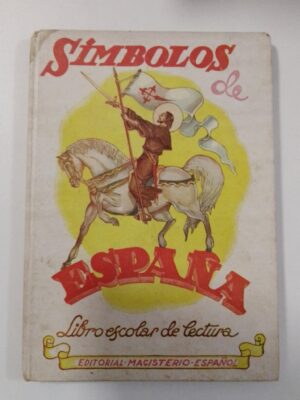 SÍMBOLOS
de
ESPAÑA
Libro escolar de lectura
EDITORIAL-MAGISTERIO-ESPAÑOL